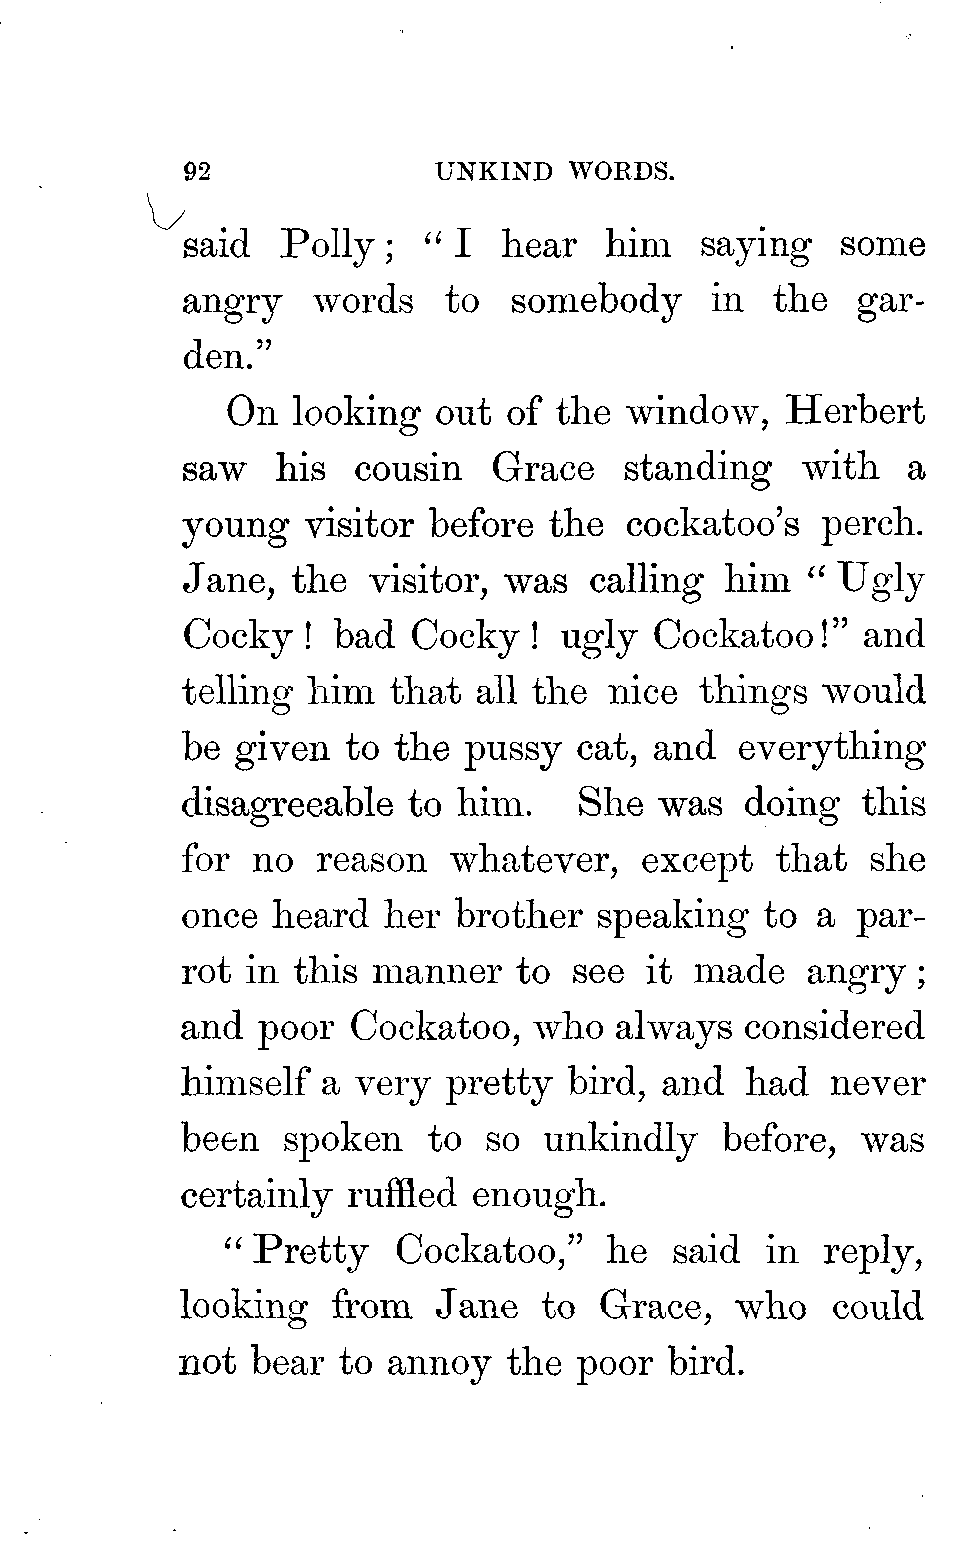 92 UNKIND WORDS.
said Polly; "I hear him saying some
angry words to somebody in the gar-
den."
On looking out of the window, Herbert
saw his cousin Grace standing with a
young visitor before the cockatoo's perch.
Jane, the visitor, was calling him "Ugly
Cocky! bad Cocky! ugly Cockatoo!" and
telling him that all the nice things would
be given to the pussy cat, and everything
disagreeable to him. She was doing this
for no reason whatever, except that she
once heard her brother speaking to a par-
rot in this manner to see it made angry;
and poor Cockatoo, who always considered
himself a very pretty bird, and had never
been spoken to so unkindly before, was
certainly ruffled enough.
"Pretty Cockatoo," he said in reply,
looking from Jane to Grace, who could
not bear to annoy the poor bird.